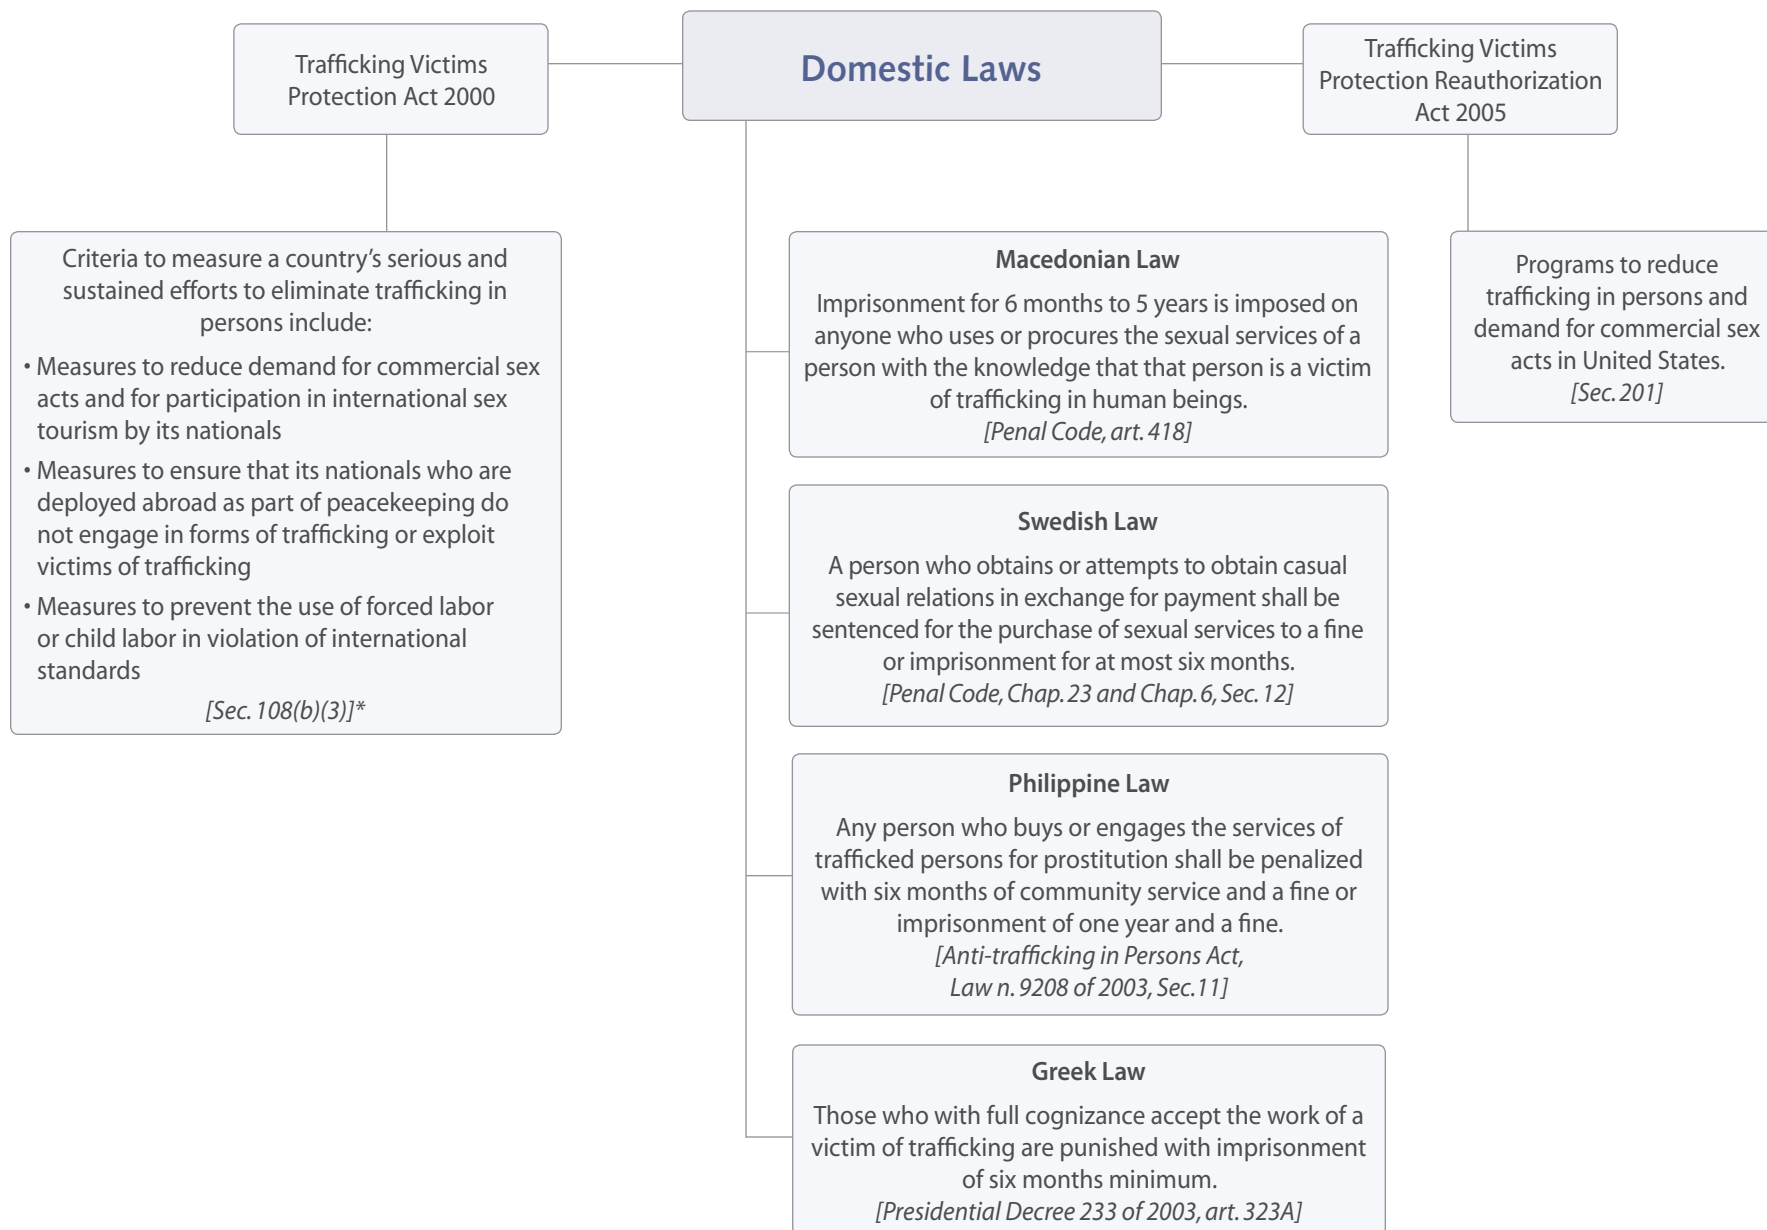 Domestic Laws
Trafficking Victims
Protection Act 2000
Criteria to measure a country’s serious and
sustained efforts to eliminate trafficking in
persons include:
• Measures to reduce demand for commercial sex
acts and for participation in international sex
tourism by its nationals
• Measures to ensure that its nationals who are
deployed abroad as part of peacekeeping do
not engage in forms of trafficking or exploit
victims of trafficking
• Measures to prevent the use of forced labor
or child labor in violation of international
standards
[Sec. 108(b)(3)]*
Macedonian Law
Imprisonment for 6 months to 5 years is imposed on
anyone who uses or procures the sexual services of a
person with the knowledge that that person is a victim
of trafficking in human beings.
[Penal Code, art. 418]
Swedish Law
A person who obtains or attempts to obtain casual
sexual relations in exchange for payment shall be
sentenced for the purchase of sexual services to a fine
or imprisonment for at most six months.
[Penal Code, Chap. 23 and Chap. 6, Sec. 12]
Philippine Law
Any person who buys or engages the services of
trafficked persons for prostitution shall be penalized
with six months of community service and a fine or
imprisonment of one year and a fine.
[Anti-trafficking in Persons Act,
Law n. 9208 of 2003, Sec.11]
Greek Law
Those who with full cognizance accept the work of a
victim of trafficking are punished with imprisonment
of six months minimum.
[Presidential Decree 233 of 2003, art. 323A]
Trafficking Victims
Protection Reauthorization
Act 2005
Programs to reduce
trafficking in persons and
demand for commercial sex
acts in United States.
[Sec. 201]